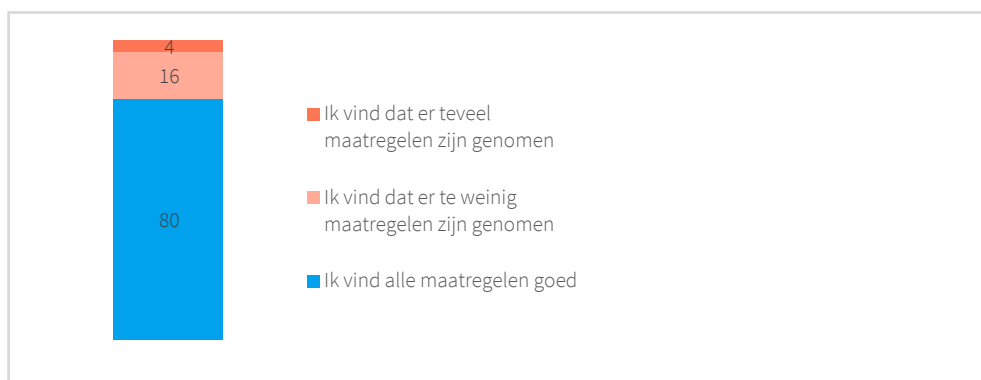 4
16
80
Ik vind dat er teveel
maatregelen zijn genomen
Ik vind dat er te weinig
maatregelen zijn genomen
Ik vind alle maatregelen goed